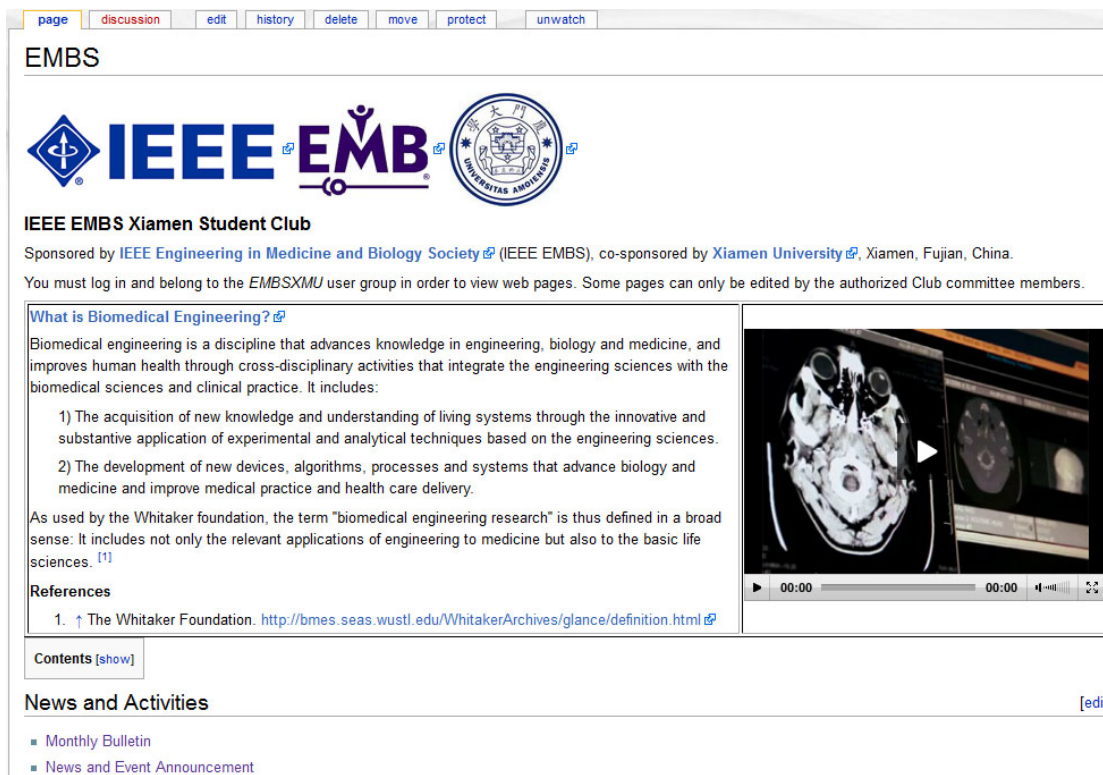 page discussion edit history delete move protect unwatch
EMBS
IEEE EMB
廈門大學
UNIVERSITAS AMOIENSIS
IEEE EMBS Xiamen Student Club
Sponsored by IEEE Engineering in Medicine and Biology Society (IEEE EMBS), co-sponsored by Xiamen University, Xiamen, Fujian, China.
You must log in and belong to the EMBSXMU user group in order to view web pages. Some pages can only be edited by the authorized Club committee members.
What is Biomedical Engineering?
Biomedical engineering is a discipline that advances knowledge in engineering, biology and medicine, and
improves human health through cross-disciplinary activities that integrate the engineering sciences with the
biomedical sciences and clinical practice. It includes:
1) The acquisition of new knowledge and understanding of living systems through the innovative and
substantive application of experimental and analytical techniques based on the engineering sciences.
2) The development of new devices, algorithms, processes and systems that advance biology and
medicine and improve medical practice and health care delivery.
As used by the Whitaker foundation, the term "biomedical engineering research" is thus defined in a broad
sense: It includes not only the relevant applications of engineering to medicine but also to the basic life
sciences. [1]
References
1. ↑ The Whitaker Foundation. http://bmes.seas.wustl.edu/WhitakerArchives/glance/definition.html
00:00 00:00
Contents [show]
News and Activities [edi
Monthly Bulletin
News and Event Announcement